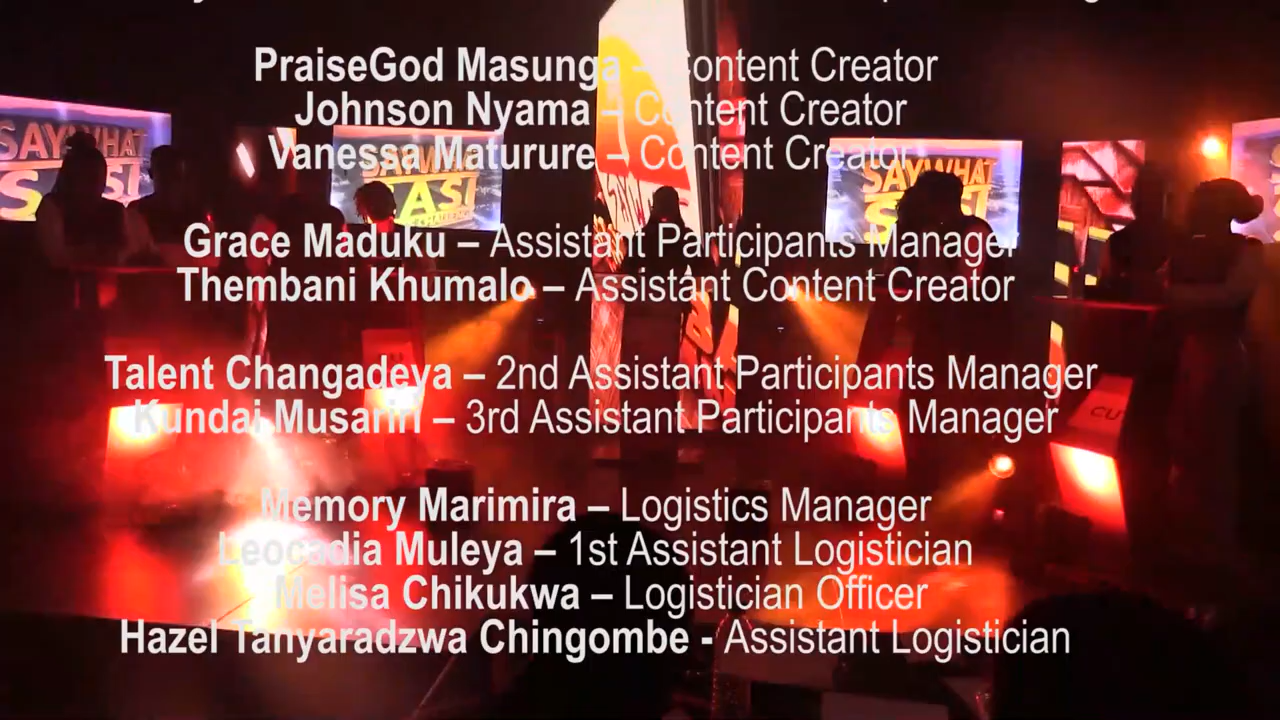 PraiseGod Masunga – Content Creator
Johnson Nyama – Content Creator
Vanessa Maturure – Content Creator
Grace Maduku – Assistant Participants Manager
Thembani Khumalo – Assistant Content Creator
Talent Changadeya – 2nd Assistant Participants Manager
Kundai Musariri – 3rd Assistant Participants Manager
Memory Marimira – Logistics Manager
Leocadia Muleya – 1st Assistant Logistician
Melisa Chikukwa – Logistician Officer
Hazel Tanyaradzwa Chingombe - Assistant Logistician
SAYWHAT
SAYWHAT